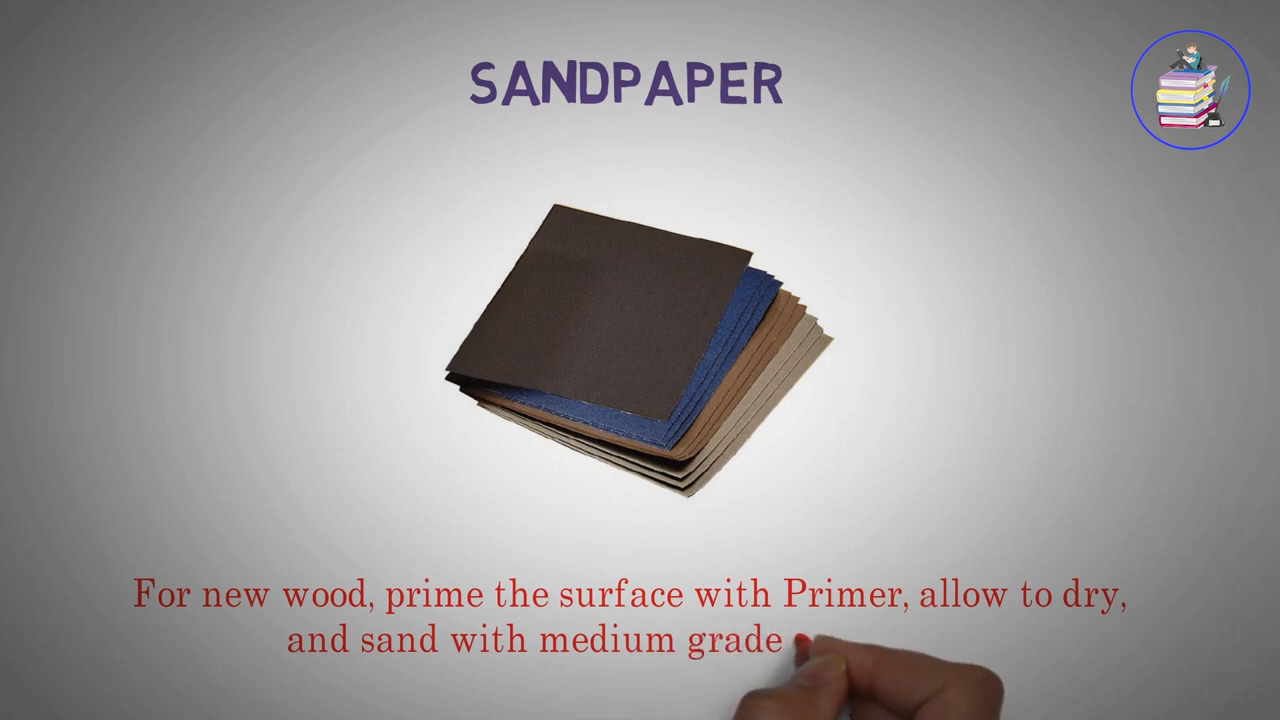 SANDPAPER
For new wood, prime the surface with Primer, allow to dry,
and sand with medium grade